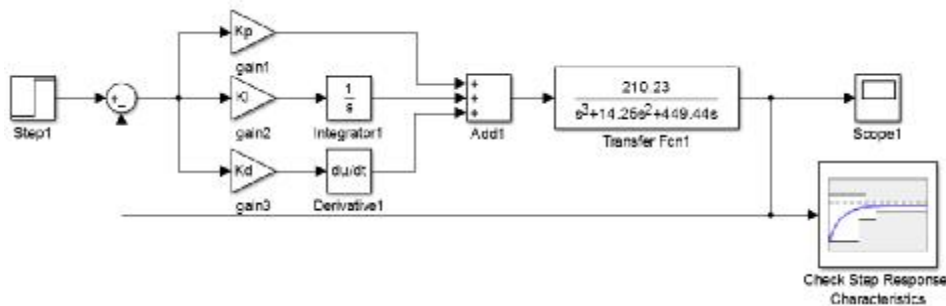 Step1
+
−
Kp
gain1
Ki
gain2
Kd
gain3
1
s
Integrator1
du/dt
Derivative1
+
+
+
Add1
210.23
s³+14.25s²+449.44s
Transfer Fcn1
Scope1
Check Step Response
Characteristics